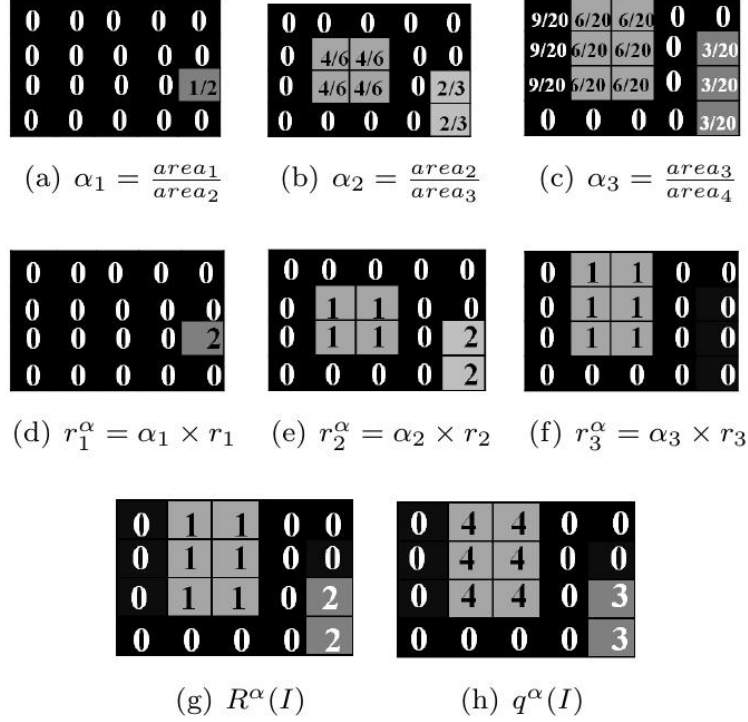 0 0 0 0 0
0 0 0 0 0
0 0 0 0 1/2
0 0 0 0 0
(a) α₁ = area₁/area₂
0 0 0 0 0
0 4/6 4/6 0 0
0 4/6 4/6 0 2/3
0 0 0 0 2/3
(b) α₂ = area₂/area₃
9/20 6/20 6/20 0 0
9/20 6/20 6/20 0 3/20
9/20 6/20 6/20 0 3/20
0 0 0 0 3/20
(c) α₃ = area₃/area₄
0 0 0 0 0
0 0 0 0 0
0 0 0 0 2
0 0 0 0 0
(d) r₁^α = α₁ × r₁
0 0 0 0 0
0 1 1 0 0
0 1 1 0 2
0 0 0 0 2
(e) r₂^α = α₂ × r₂
0 1 1 0 0
0 1 1 0 0
0 1 1 0 0
0 0 0 0 0
(f) r₃^α = α₃ × r₃
0 1 1 0 0
0 1 1 0 0
0 1 1 0 2
0 0 0 0 2
(g) R^α(I)
0 4 4 0 0
0 4 4 0 0
0 4 4 0 3
0 0 0 0 3
(h) q^α(I)